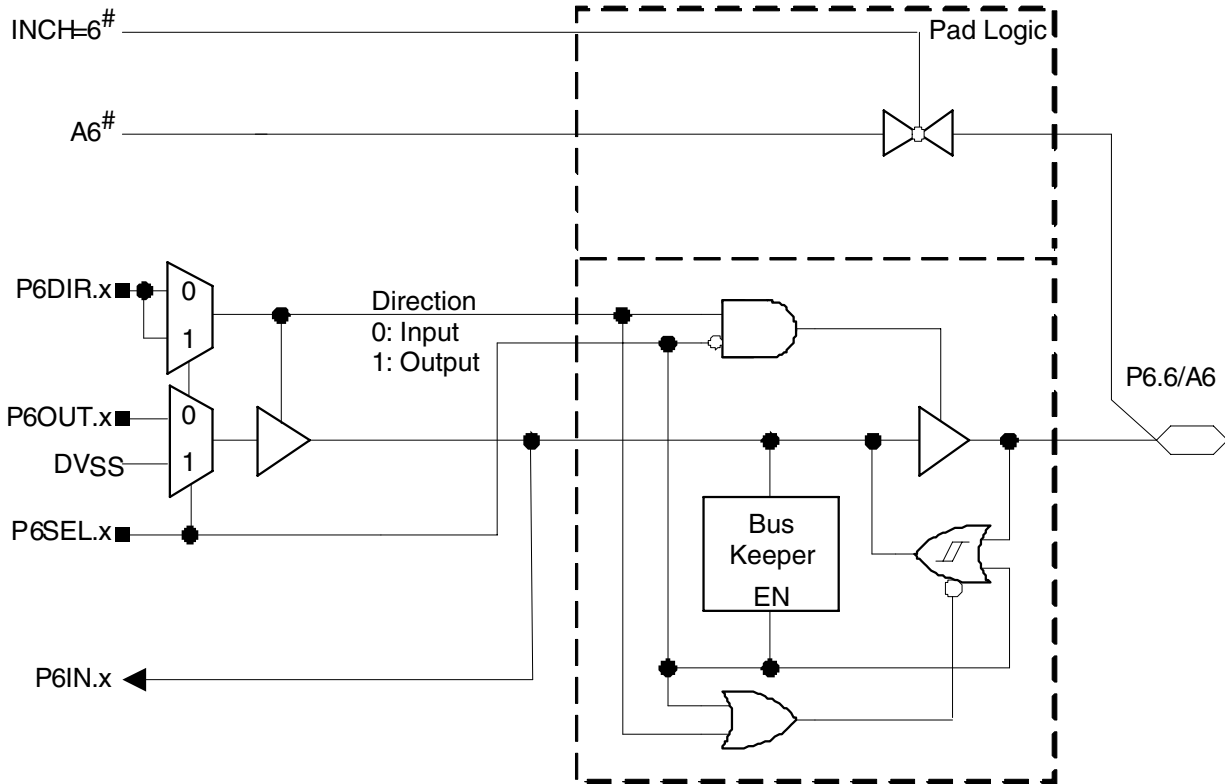 INCH=6#
Pad Logic
A6#
P6DIR.x
0
1
Direction
0: Input
1: Output
P6.6/A6
P6OUT.x
0
DVSS
1
P6SEL.x
Bus
Keeper
EN
P6IN.x